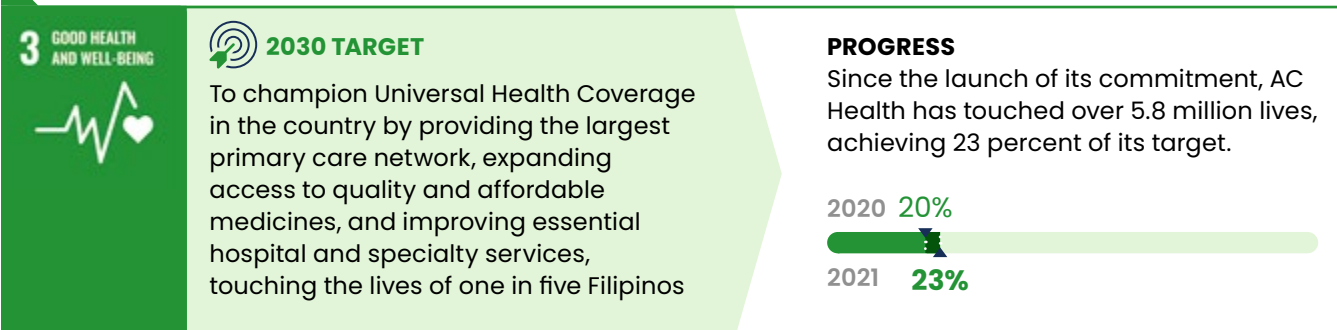 3 GOOD HEALTH
AND WELL-BEING
2030 TARGET
To champion Universal Health Coverage
in the country by providing the largest
primary care network, expanding
access to quality and affordable
medicines, and improving essential
hospital and specialty services,
touching the lives of one in five Filipinos
PROGRESS
Since the launch of its commitment, AC
Health has touched over 5.8 million lives,
achieving 23 percent of its target.
2020 20%
2021 23%